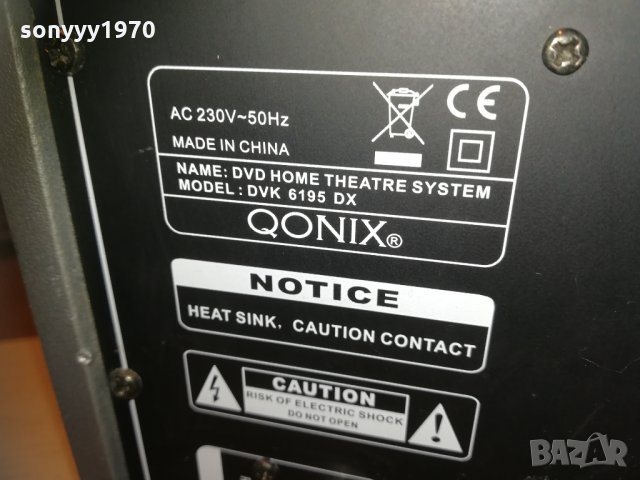 sonyyy1970
AC 230V~50Hz
MADE IN CHINA
CE
NAME: DVD HOME THEATRE SYSTEM
MODEL: DVK 6195 DX
QONIX®
NOTICE
HEAT SINK, CAUTION CONTACT
CAUTION
RISK OF ELECTRIC SHOCK
DO NOT OPEN
BAZAR